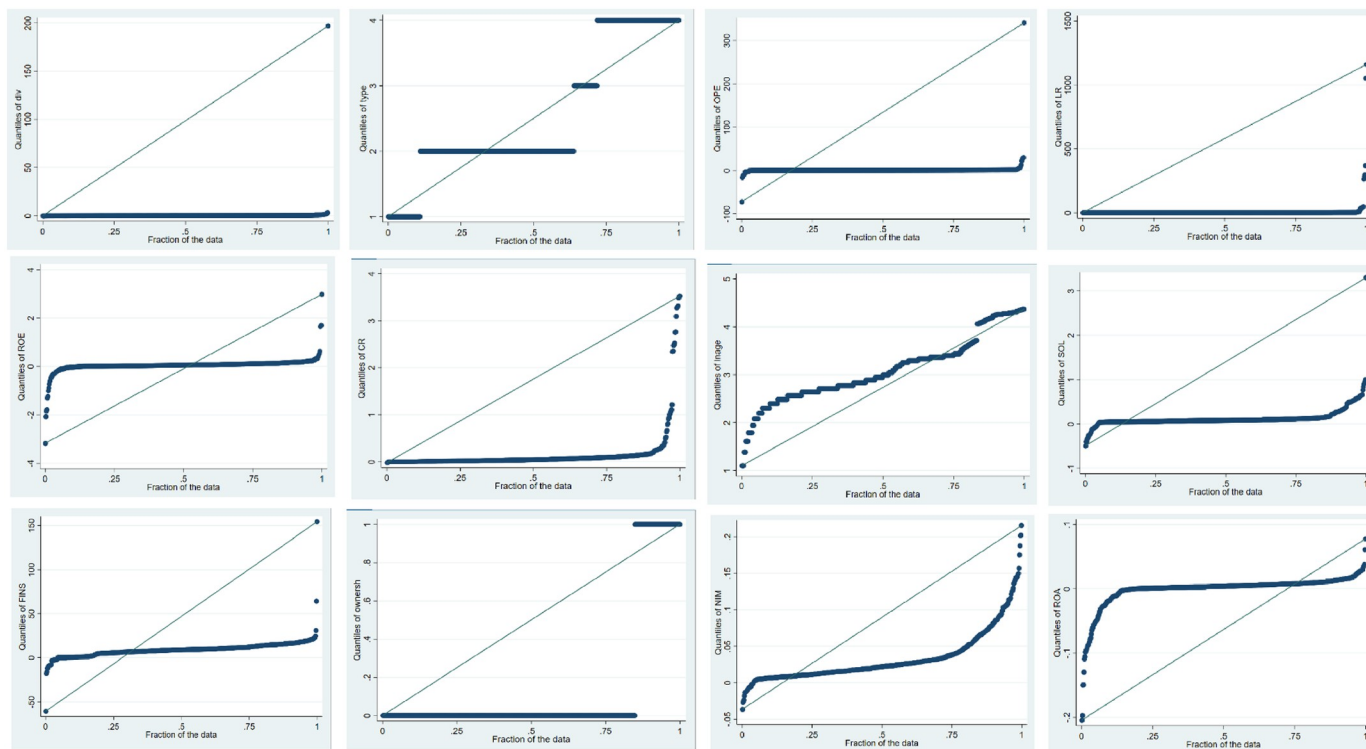 Quantiles of div
0
50
100
150
200
0 .25 .5 .75 1
Fraction of the data
Quantiles of type
1
2
3
4
0 .25 .5 .75 1
Fraction of the data
Quantiles of OPE
-100
0
100
200
300
0 .25 .5 .75 1
Fraction of the data
Quantiles of LR
0
500
1000
1500
0 .25 .5 .75 1
Fraction of the data
Quantiles of ROE
-4
-2
0
2
4
0 .25 .5 .75 1
Fraction of the data
Quantiles of CR
0
1
2
3
4
0 .25 .5 .75 1
Fraction of the data
Quantiles of lnage
1
2
3
4
5
0 .25 .5 .75 1
Fraction of the data
Quantiles of SOL
-1
0
1
2
3
0 .25 .5 .75 1
Fraction of the data
Quantiles of FINS
-50
0
50
100
150
0 .25 .5 .75 1
Fraction of the data
Quantiles of ownersh
0
.2
.4
.6
.8
1
0 .25 .5 .75 1
Fraction of the data
Quantiles of NIM
-.05
0
.05
.1
.15
.2
0 .25 .5 .75 1
Fraction of the data
Quantiles of ROA
-.2
-.1
0
.1
0 .25 .5 .75 1
Fraction of the data